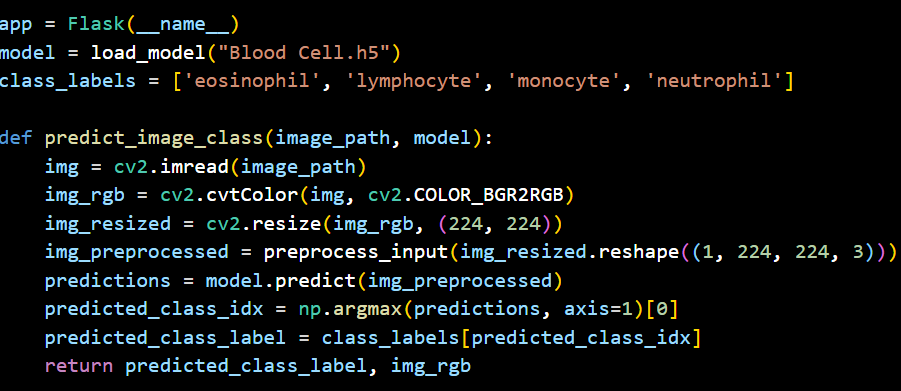 app = Flask(__name__)
model = load_model("Blood Cell.h5")
class_labels = ['eosinophil', 'lymphocyte', 'monocyte', 'neutrophil']
def predict_image_class(image_path, model):
img = cv2.imread(image_path)
img_rgb = cv2.cvtColor(img, cv2.COLOR_BGR2RGB)
img_resized = cv2.resize(img_rgb, (224, 224))
img_preprocessed = preprocess_input(img_resized.reshape((1, 224, 224, 3)))
predictions = model.predict(img_preprocessed)
predicted_class_idx = np.argmax(predictions, axis=1)[0]
predicted_class_label = class_labels[predicted_class_idx]
return predicted_class_label, img_rgb